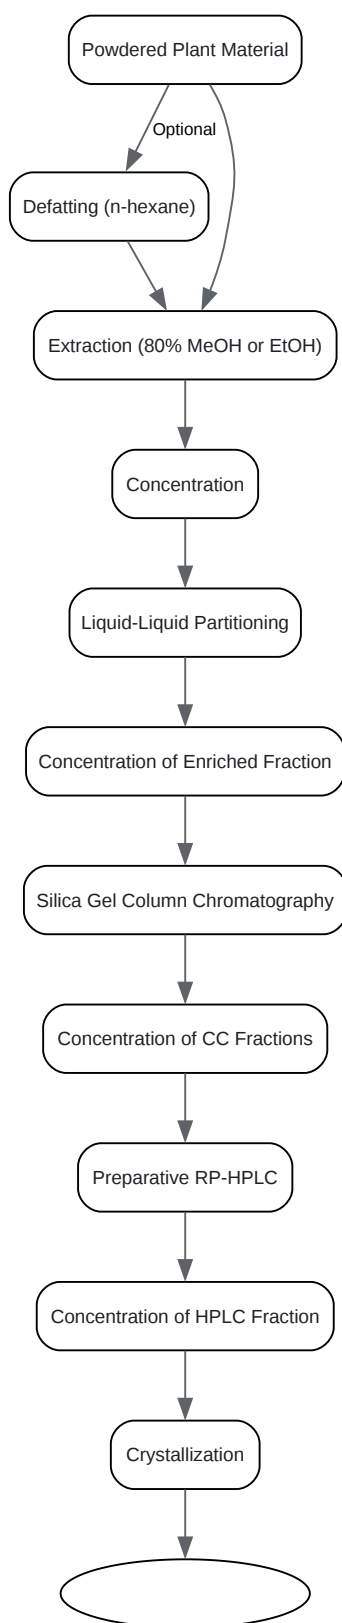 Powdered Plant Material
Optional
Defatting (n-hexane)
Extraction (80% MeOH or EtOH)
Concentration
Liquid-Liquid Partitioning
Concentration of Enriched Fraction
Silica Gel Column Chromatography
Concentration of CC Fractions
Preparative RP-HPLC
Concentration of HPLC Fraction
Crystallization